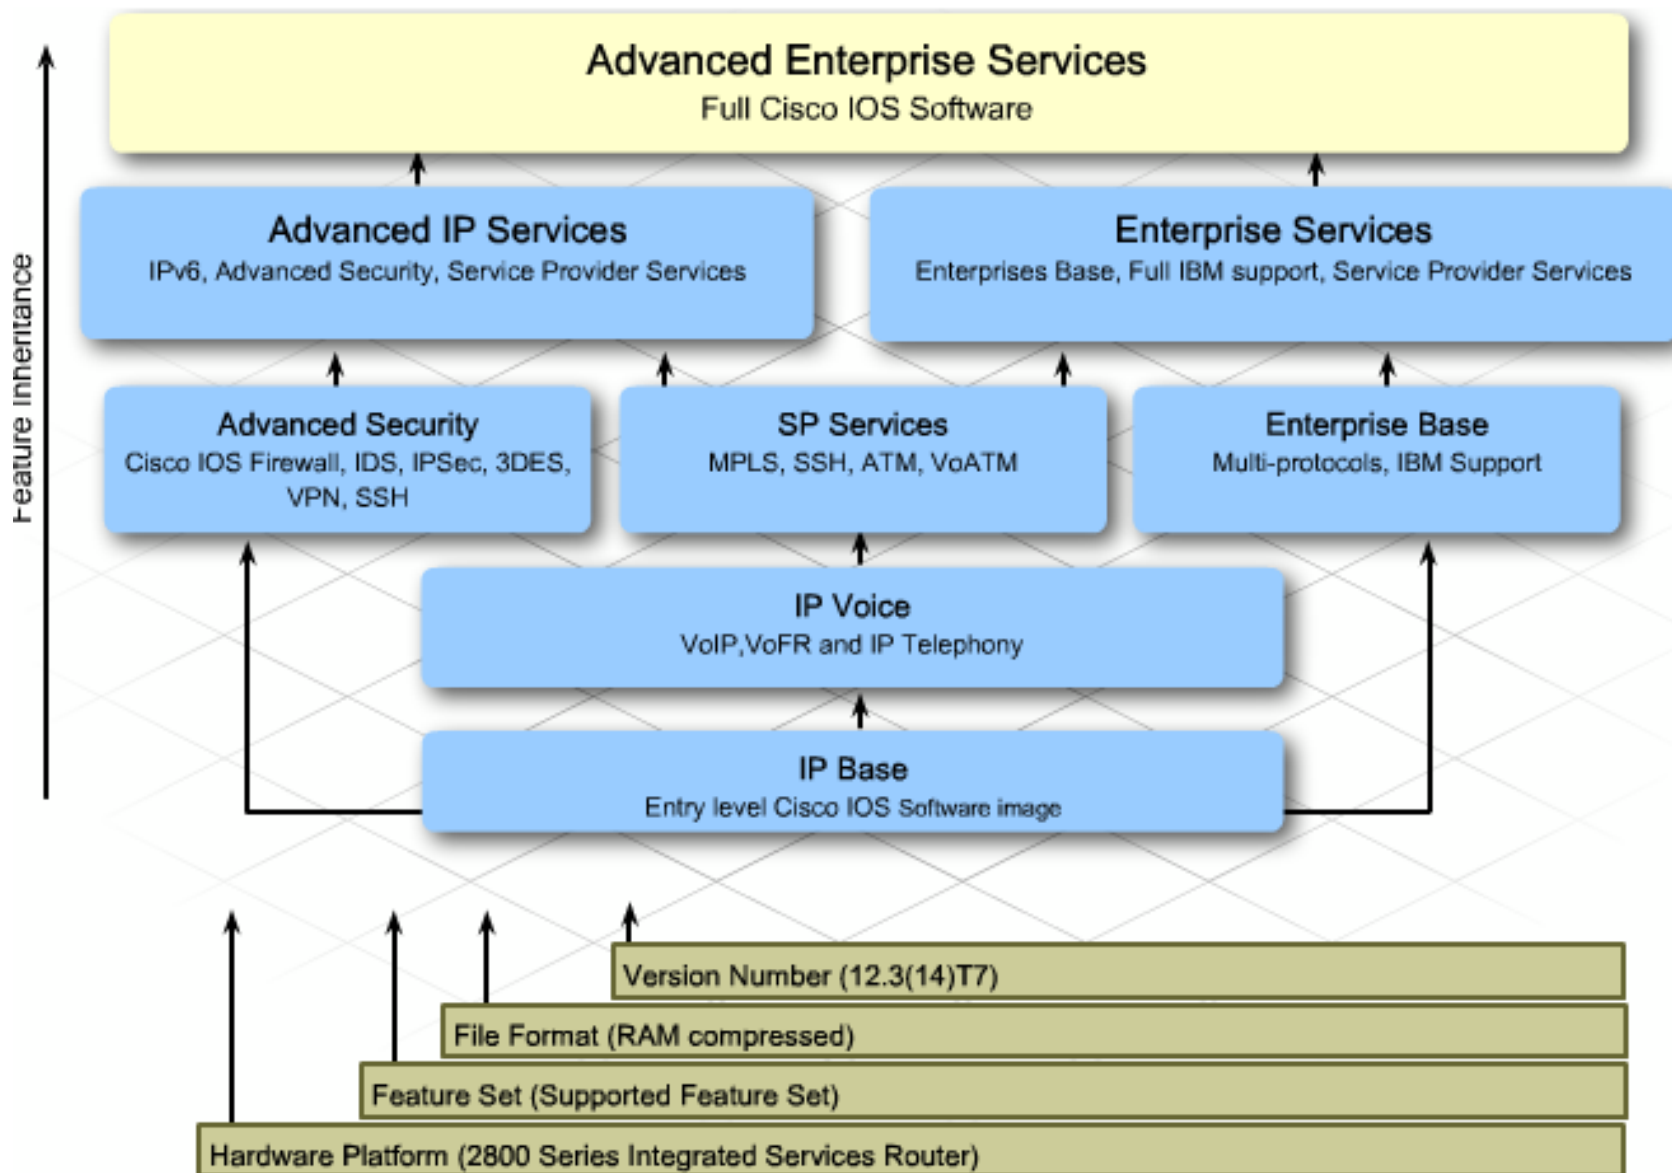 Advanced Enterprise Services
Full Cisco IOS Software
Feature Inheritance
Advanced IP Services
IPv6, Advanced Security, Service Provider Services
Enterprise Services
Enterprises Base, Full IBM support, Service Provider Services
Advanced Security
Cisco IOS Firewall, IDS, IPSec, 3DES,
VPN, SSH
SP Services
MPLS, SSH, ATM, VoATM
Enterprise Base
Multi-protocols, IBM Support
IP Voice
VoIP,VoFR and IP Telephony
IP Base
Entry level Cisco IOS Software image
Version Number (12.3(14)T7)
File Format (RAM compressed)
Feature Set (Supported Feature Set)
Hardware Platform (2800 Series Integrated Services Router)